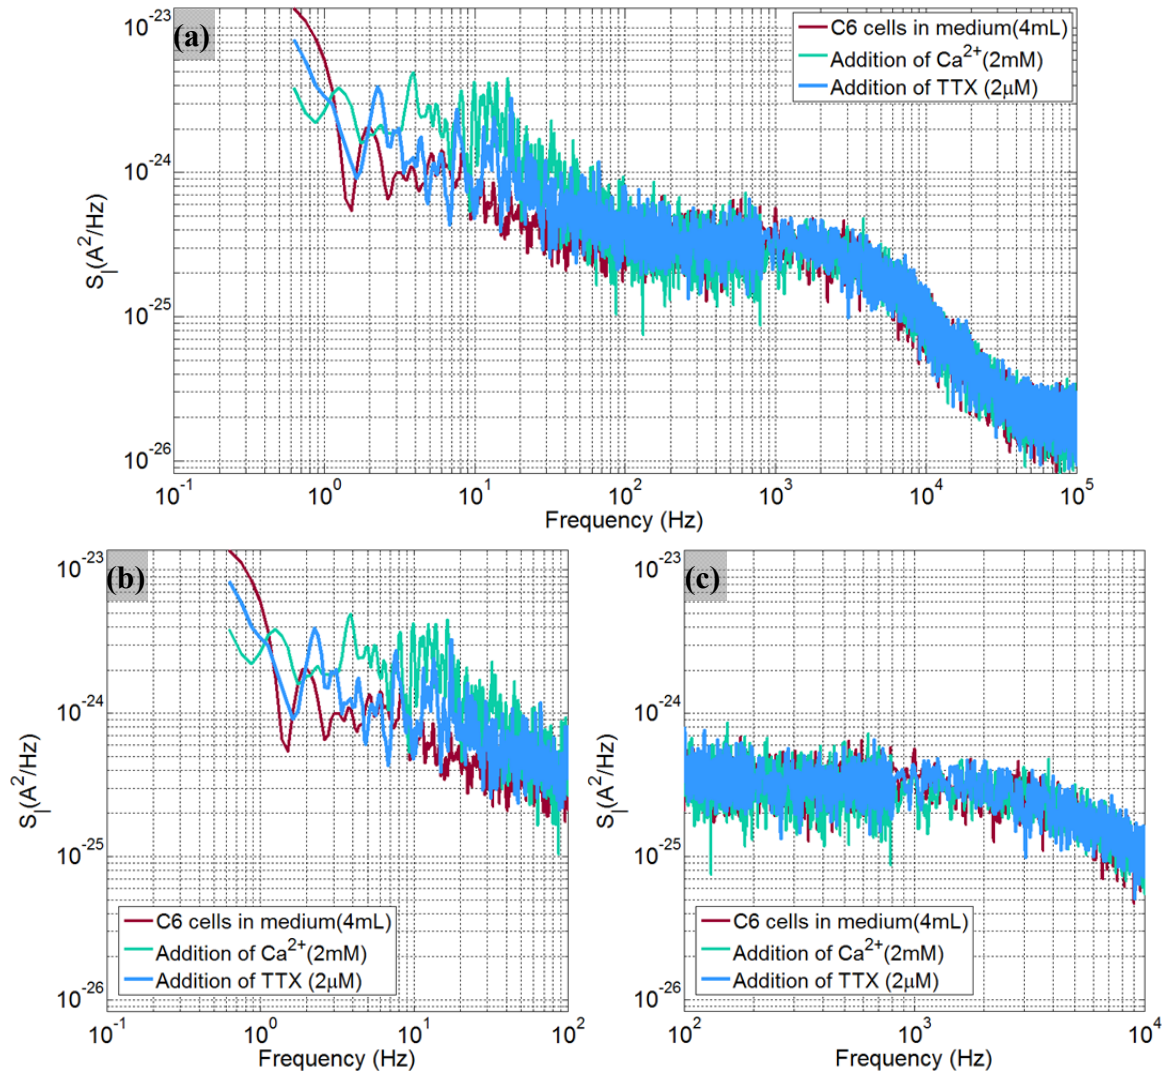 (a)
C6 cells in medium(4mL)
Addition of Ca2+(2mM)
Addition of TTX (2µM)
10-23
10-24
10-25
10-26
SI(A2/Hz)
10-1
100
101
102
103
104
105
Frequency (Hz)
(b)
10-23
10-24
10-25
10-26
SI(A2/Hz)
C6 cells in medium(4mL)
Addition of Ca2+(2mM)
Addition of TTX (2µM)
10-1
100
101
102
Frequency (Hz)
(c)
10-23
10-24
10-25
10-26
SI(A2/Hz)
C6 cells in medium(4mL)
Addition of Ca2+(2mM)
Addition of TTX (2µM)
102
103
104
Frequency (Hz)